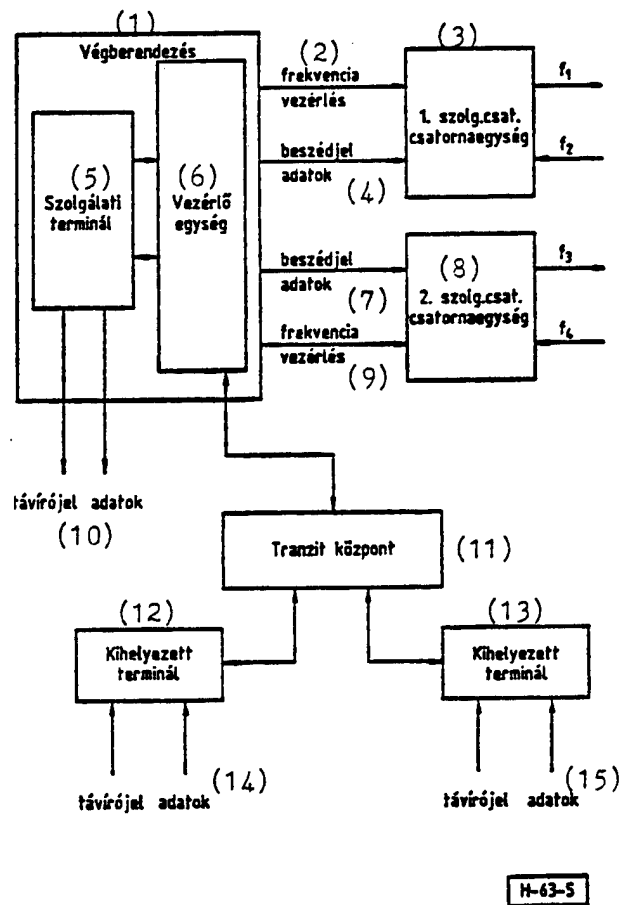 (1)
Végberendezés
(2)
frekvencia
vezérlés
(3)
1. szolg.csat.
csatornaegység
f1
f2
beszédjel
adatok
(4)
(5)
Szolgálati
terminál
(6)
Vezérlő
egység
beszédjel
adatok
(7)
(8)
2. szolg.csat.
csatornaegység
f3
f4
frekvencia
vezérlés
(9)
távírójel adatok
(10)
Tranzit központ
(11)
(12)
Kihelyezett
terminál
(13)
Kihelyezett
terminál
távírójel adatok
(14)
távírójel adatok
(15)
H-63-5